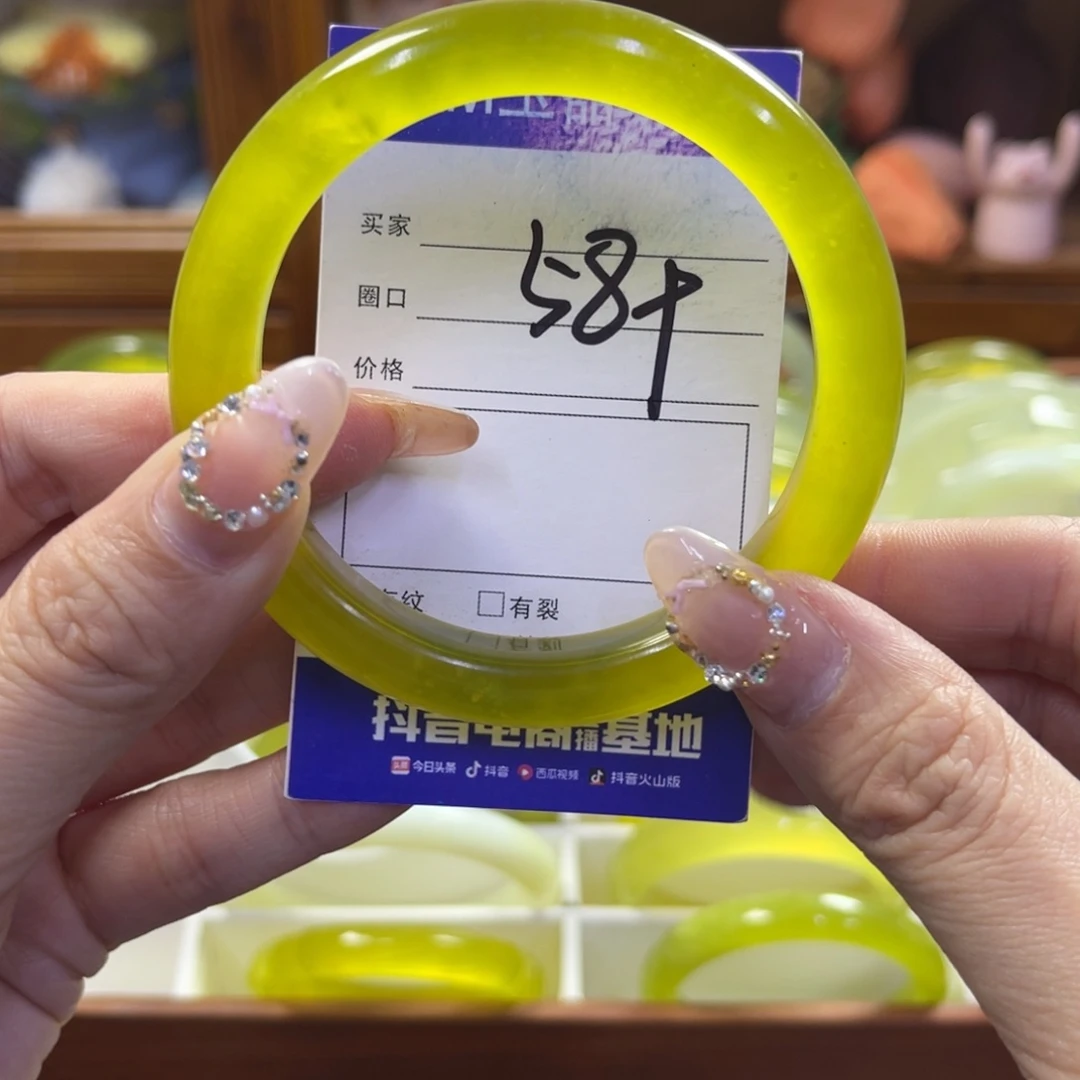 买家
58+
圈口
价格
纹 有裂
抖音电商直播基地
今日头条 抖音 西瓜视频 抖音火山版